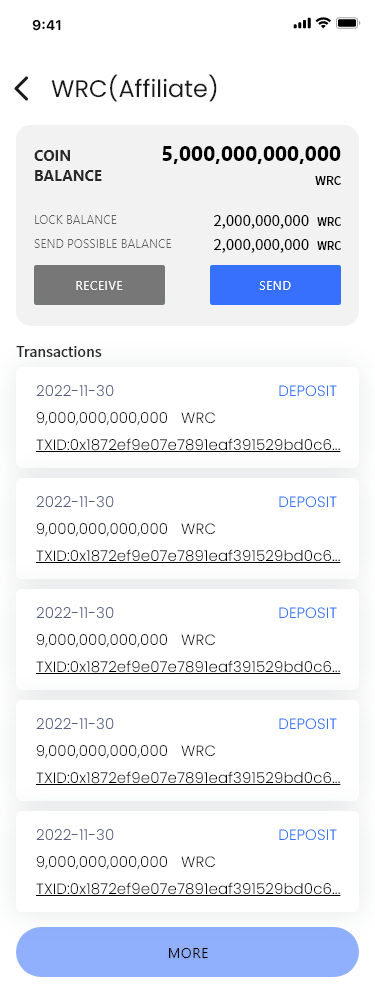 9:41
WRC(Affiliate)
COIN BALANCE 5,000,000,000,000 WRC
LOCK BALANCE 2,000,000,000 WRC
SEND POSSIBLE BALANCE 2,000,000,000 WRC
RECEIVE SEND
Transactions
2022-11-30 DEPOSIT
9,000,000,000,000 WRC
TXID:0x1872ef9e07e7891eaf391529bd0c6...
2022-11-30 DEPOSIT
9,000,000,000,000 WRC
TXID:0x1872ef9e07e7891eaf391529bd0c6...
2022-11-30 DEPOSIT
9,000,000,000,000 WRC
TXID:0x1872ef9e07e7891eaf391529bd0c6...
2022-11-30 DEPOSIT
9,000,000,000,000 WRC
TXID:0x1872ef9e07e7891eaf391529bd0c6...
2022-11-30 DEPOSIT
9,000,000,000,000 WRC
TXID:0x1872ef9e07e7891eaf391529bd0c6...
MORE